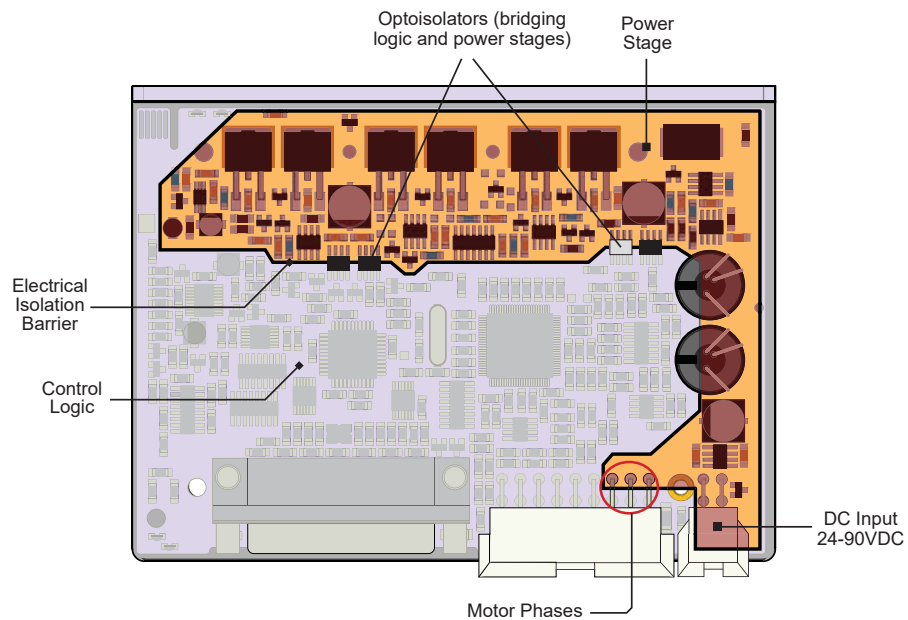 Optoisolators (bridging
logic and power stages)
Power
Stage
Electrical
Isolation
Barrier
Control
Logic
DC Input
24-90VDC
Motor Phases